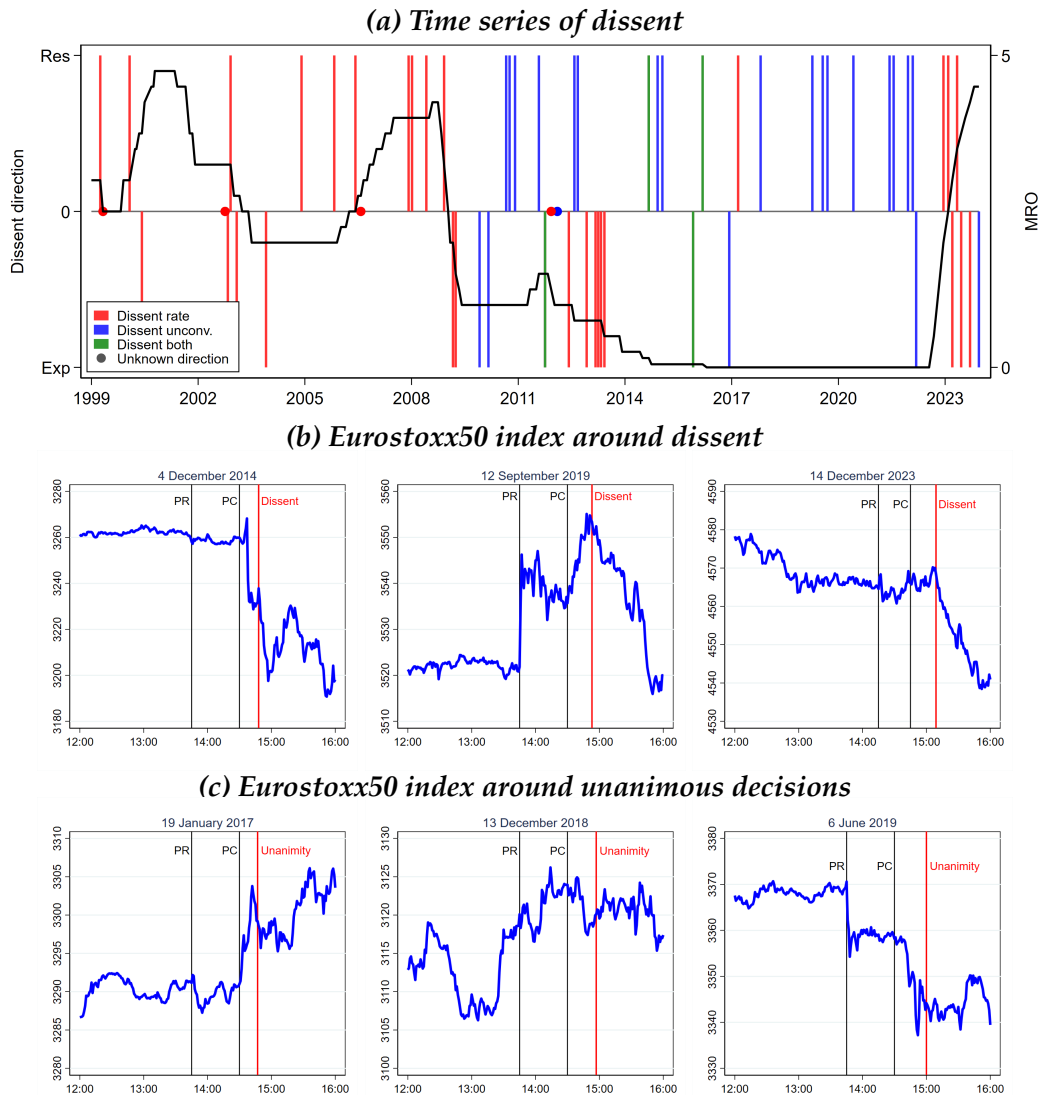 (a) Time series of dissent
Res
0
Exp
Dissent direction
5
0
MRO
Dissent rate
Dissent unconv.
Dissent both
Unknown direction
1999 2002 2005 2008 2011 2014 2017 2020 2023
(b) Eurostoxx50 index around dissent
4 December 2014
3280
3260
3240
3220
3200
3180
PR PC Dissent
12:00 13:00 14:00 15:00 16:00
12 September 2019
3560
3550
3540
3530
3520
3510
PR PC Dissent
12:00 13:00 14:00 15:00 16:00
14 December 2023
4590
4580
4570
4560
4550
4540
4530
PR PC Dissent
12:00 13:00 14:00 15:00 16:00
(c) Eurostoxx50 index around unanimous decisions
19 January 2017
3310
3305
3300
3295
3290
3285
3280
PR PC Unanimity
12:00 13:00 14:00 15:00 16:00
13 December 2018
3130
3125
3120
3115
3110
3105
3100
PR PC Unanimity
12:00 13:00 14:00 15:00 16:00
6 June 2019
3380
3370
3360
3350
3340
3330
PR PC Unanimity
12:00 13:00 14:00 15:00 16:00